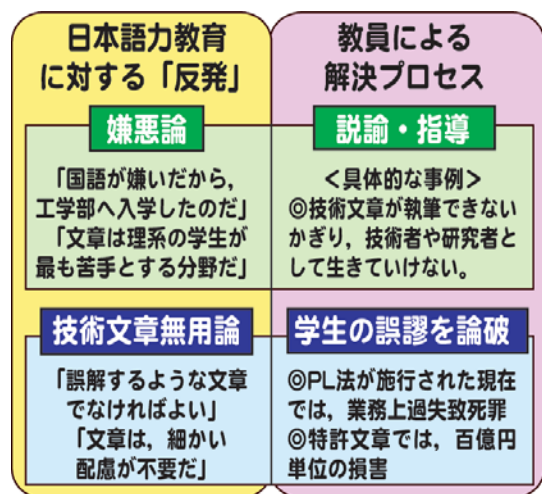 日本語力教育
に対する「反発」
教員による
解決プロセス
嫌悪論
「国語が嫌いだから，
工学部へ入学したのだ」
「文章は理系の学生が
最も苦手とする分野だ」
説諭・指導
＜具体的な事例＞
◎技術文章が執筆できない
かぎり，技術者や研究者と
して生きていけない。
技術文章無用論
「誤解するような文章
でなければよい」
「文章は，細かい
配慮が不要だ」
学生の誤謬を論破
◎PL法が施行された現在
では，業務上過失致死罪
◎特許文章では，百億円
単位の損害